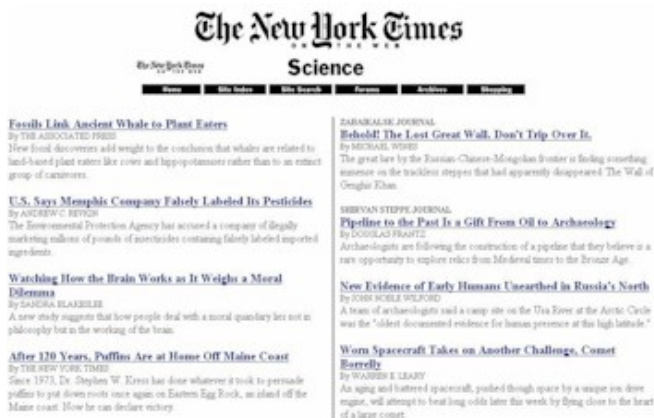 The New York Times
ON THE WEB
The New York Times
ON THE WEB
Science
Home
Site Index
Site Search
Forums
Archives
Shopping
Fossils Link Ancient Whale to Plant Eaters
By THE ASSOCIATED PRESS
New fossil discoveries add weight to the conclusion that whales are related to
land-based plant eaters like cows and hippopotamuses rather than to an extinct
group of carnivores.
U.S. Says Memphis Company Falsely Labeled Its Pesticides
By ANDREW C. REVKIN
The Environmental Protection Agency has accused a company of illegally
marketing millions of pounds of insecticides containing falsely labeled imported
ingredients.
Watching How the Brain Works as It Weighs a Moral
Dilemma
By SANDRA BLAKESLEE
A new study suggests that how people deal with a moral quandary lies not in
philosophy but in the working of the brain.
After 120 Years, Puffins Are at Home Off Maine Coast
By THE NEW YORK TIMES
Since 1973, Dr. Stephen W. Kress has done whatever it took to persuade
puffins to put down roots once again on Eastern Egg Rock, an island off the
Maine coast. Now he can declare victory.
ZABAIKALSK JOURNAL
Behold! The Lost Great Wall. Don't Trip Over It.
By MICHAEL WINES
The great lure by the Russian-Chinese-Mongolian frontier is finding something
immense on the trackless steppes that had apparently disappeared: The Wall of
Genghis Khan.
SHIRVAN STEPPE JOURNAL
Pipeline to the Past Is a Gift From Oil to Archaeology
By DOUGLAS FRANTZ
Archaeologists are following the construction of a pipeline that they believe is a
rare opportunity to explore relics from Medieval times to the Bronze Age.
New Evidence of Early Humans Unearthed in Russia's North
By JOHN NOBLE WILFORD
A team of archaeologists said a camp site on the Usa River at the Arctic Circle
was the "oldest documented evidence for human presence at this high latitude."
Worn Spacecraft Takes on Another Challenge, Comet
Borrelly
By WARREN E. LEARY
An aging and battered spacecraft, pushed though space by a unique ion drive
engine, will attempt to beat long odds later this week by flying close to the heart
of a large comet.